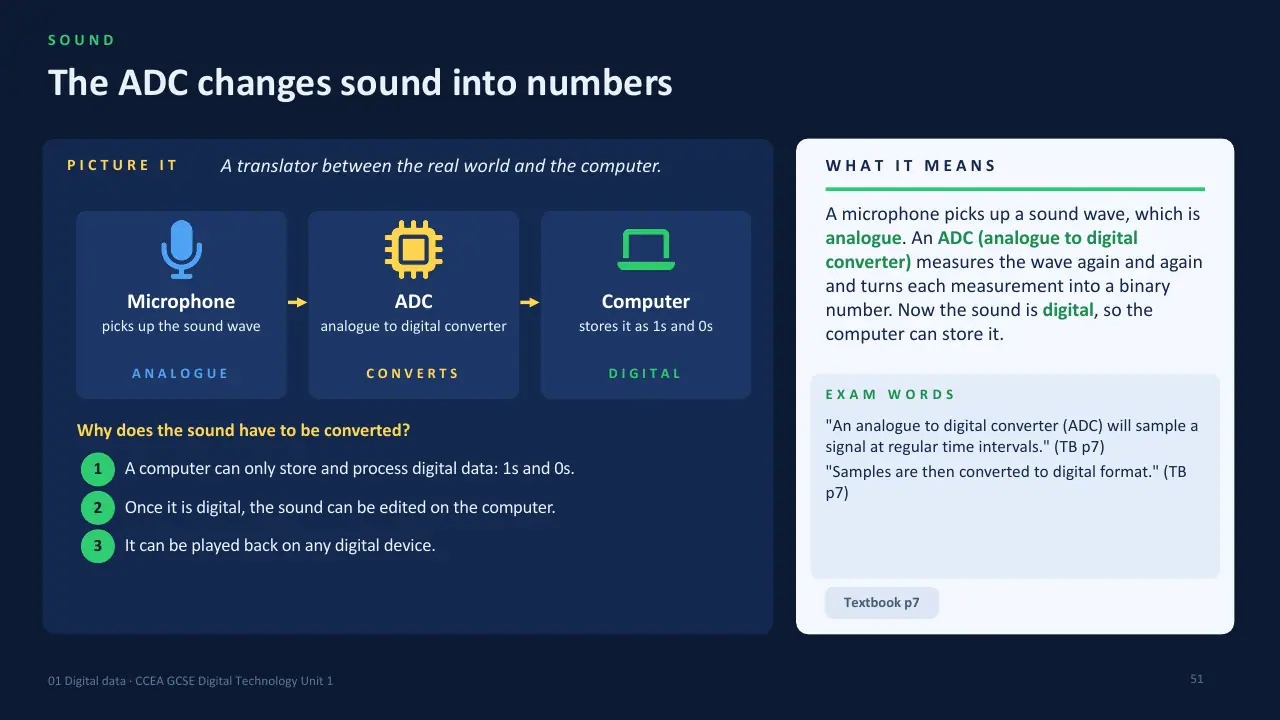 SOUND
The ADC changes sound into numbers
PICTURE IT
A translator between the real world and the computer.
Microphone
picks up the sound wave
ANALOGUE
ADC
analogue to digital converter
CONVERTS
Computer
stores it as 1s and 0s
DIGITAL
Why does the sound have to be converted?
1 A computer can only store and process digital data: 1s and 0s.
2 Once it is digital, the sound can be edited on the computer.
3 It can be played back on any digital device.
WHAT IT MEANS
A microphone picks up a sound wave, which is
analogue. An ADC (analogue to digital
converter) measures the wave again and again
and turns each measurement into a binary
number. Now the sound is digital, so the
computer can store it.
EXAM WORDS
"An analogue to digital converter (ADC) will sample a
signal at regular time intervals." (TB p7)
"Samples are then converted to digital format." (TB
p7)
Textbook p7
01 Digital data · CCEA GCSE Digital Technology Unit 1
51